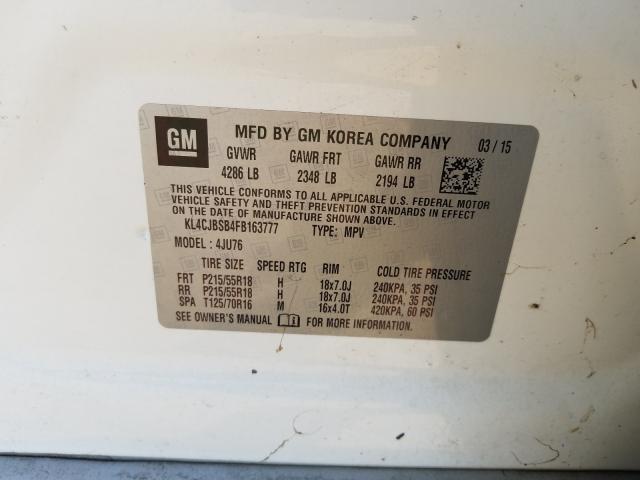 GM MFD BY GM KOREA COMPANY 03 / 15
GVWR GAWR FRT GAWR RR
4286 LB 2348 LB 2194 LB
THIS VEHICLE CONFORMS TO ALL APPLICABLE U.S. FEDERAL MOTOR
VEHICLE SAFETY AND THEFT PREVENTION STANDARDS IN EFFECT
ON THE DATE OF MANUFACTURE SHOWN ABOVE.
KL4CJBSB4FB163777 TYPE: MPV
MODEL : 4JU76
TIRE SIZE SPEED RTG RIM COLD TIRE PRESSURE
FRT P215/55R18 H 18x7.0J 240KPA, 35 PSI
RR P215/55R18 H 18x7.0J 240KPA, 35 PSI
SPA T125/70R16 M 16x4.0T 420KPA, 60 PSI
SEE OWNER'S MANUAL FOR MORE INFORMATION.